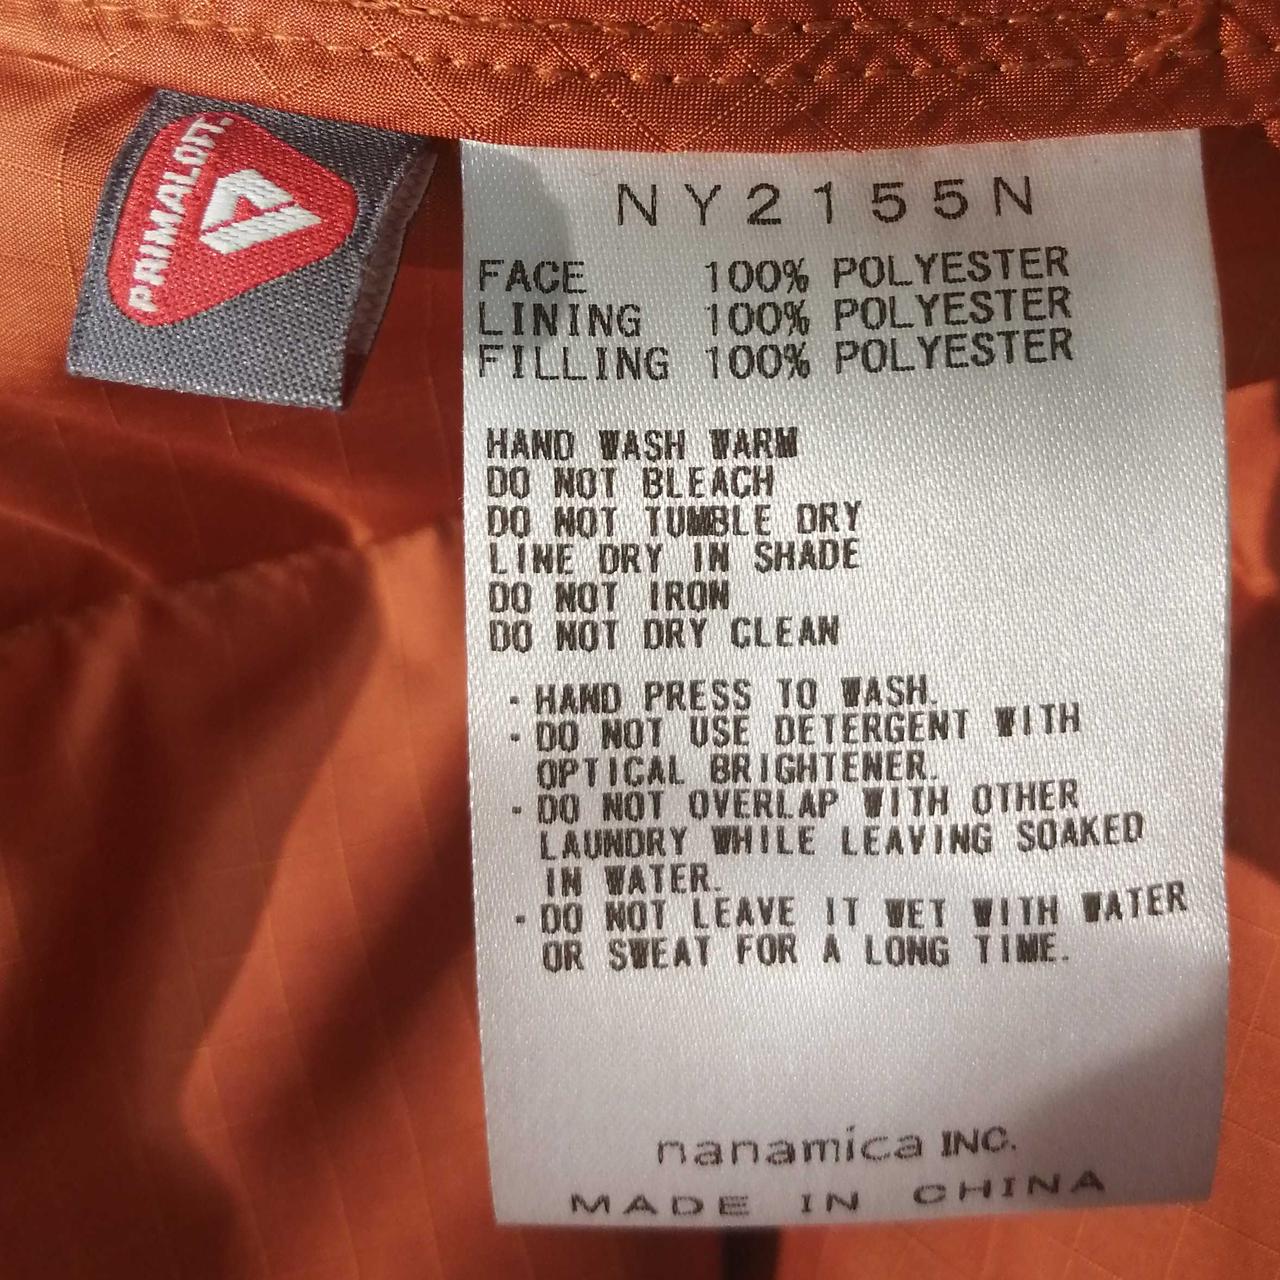 PRIMALOFT®
NY2155N
FACE 100% POLYESTER
LINING 100% POLYESTER
FILLING 100% POLYESTER
HAND WASH WARM
DO NOT BLEACH
DO NOT TUMBLE DRY
LINE DRY IN SHADE
DO NOT IRON
DO NOT DRY CLEAN
・HAND PRESS TO WASH.
・DO NOT USE DETERGENT WITH
OPTICAL BRIGHTENER.
・DO NOT OVERLAP WITH OTHER
LAUNDRY WHILE LEAVING SOAKED
IN WATER.
・DO NOT LEAVE IT WET WITH WATER
OR SWEAT FOR A LONG TIME.
nanamica INC.
MADE IN CHINA